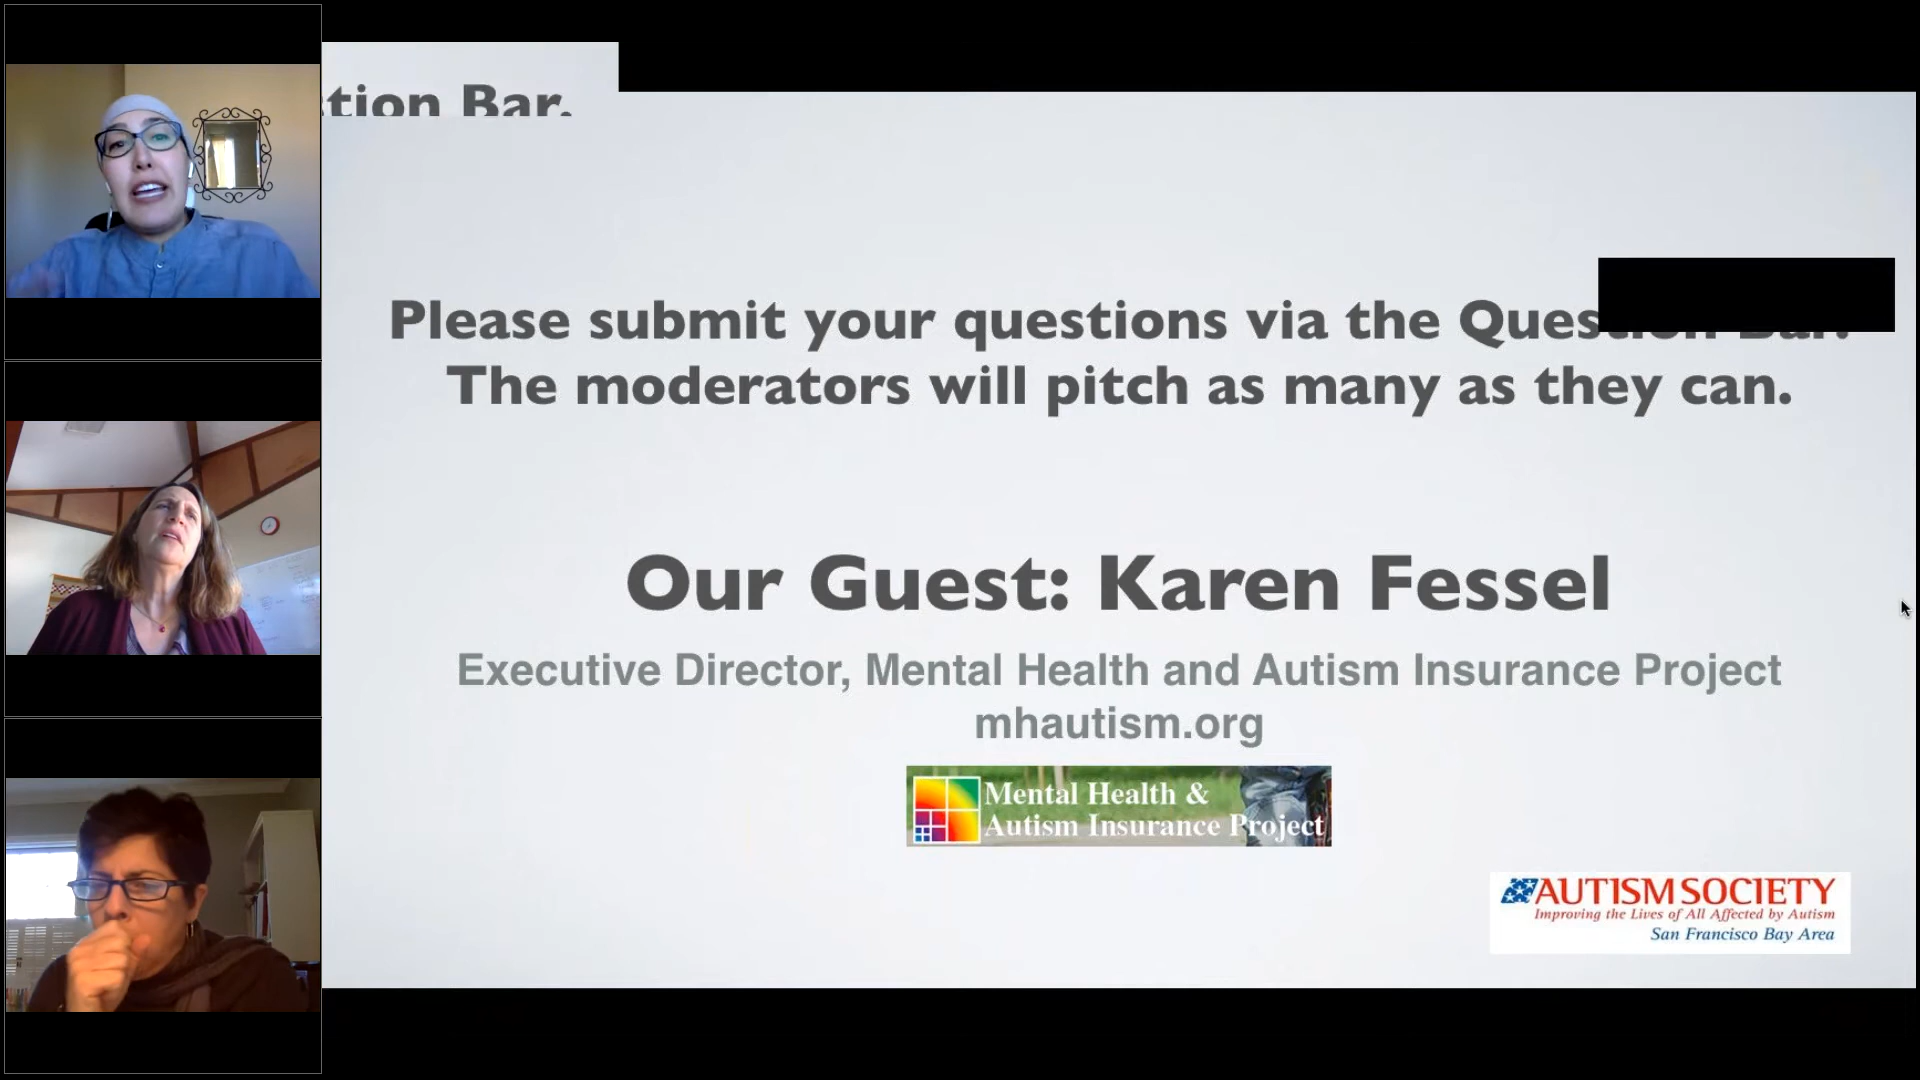 tion Bar.
Please submit your questions via the Question Bar.
The moderators will pitch as many as they can.
Our Guest: Karen Fessel
Executive Director, Mental Health and Autism Insurance Project
mhautism.org
Mental Health &
Autism Insurance Project
AUTISM SOCIETY
Improving the Lives of All Affected by Autism
San Francisco Bay Area